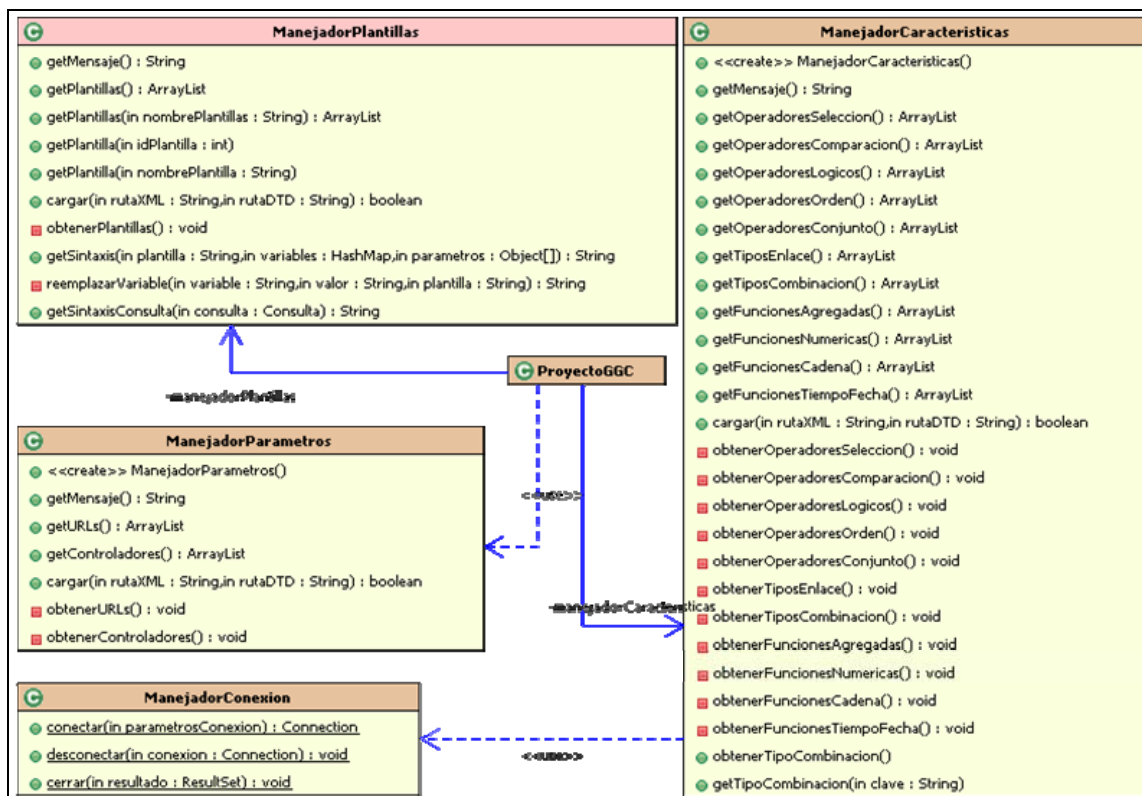 ManejadorPlantillas
getMensaje() : String
getPlantillas() : ArrayList
getPlantillas(in nombrePlantillas : String) : ArrayList
getPlantilla(in idPlantilla : int)
getPlantilla(in nombrePlantilla : String)
cargar(in rutaXML : String,in rutaDTD : String) : boolean
obtenerPlantillas() : void
getSintaxis(in plantilla : String,in variables : HashMap,in parametros : Object[]) : String
reemplazarVariable(in variable : String,in valor : String,in plantilla : String) : String
getSintaxisConsulta(in consulta : Consulta) : String
ProyectoGGC
-manejadorPlantillas
ManejadorParametros
<<create>> ManejadorParametros()
getMensaje() : String
getURLs() : ArrayList
getControladores() : ArrayList
cargar(in rutaXML : String,in rutaDTD : String) : boolean
obtenerURLs() : void
obtenerControladores() : void
<<use>>
-manejadorCaracteristicas
ManejadorConexion
conectar(in parametrosConexion) : Connection
desconectar(in conexion : Connection) : void
cerrar(in resultado : ResultSet) : void
<<use>>
ManejadorCaracteristicas
<<create>> ManejadorCaracteristicas()
getMensaje() : String
getOperadoresSeleccion() : ArrayList
getOperadoresComparacion() : ArrayList
getOperadoresLogicos() : ArrayList
getOperadoresOrden() : ArrayList
getOperadoresConjunto() : ArrayList
getTiposEnlace() : ArrayList
getTiposCombinacion() : ArrayList
getFuncionesAgregadas() : ArrayList
getFuncionesNumericas() : ArrayList
getFuncionesCadena() : ArrayList
getFuncionesTiempoFecha() : ArrayList
cargar(in rutaXML : String,in rutaDTD : String) : boolean
obtenerOperadoresSeleccion() : void
obtenerOperadoresComparacion() : void
obtenerOperadoresLogicos() : void
obtenerOperadoresOrden() : void
obtenerOperadoresConjunto() : void
obtenerTiposEnlace() : void
obtenerTiposCombinacion() : void
obtenerFuncionesAgregadas() : void
obtenerFuncionesNumericas() : void
obtenerFuncionesCadena() : void
obtenerFuncionesTiempoFecha() : void
obtenerTipoCombinacion()
getTipoCombinacion(in clave : String)